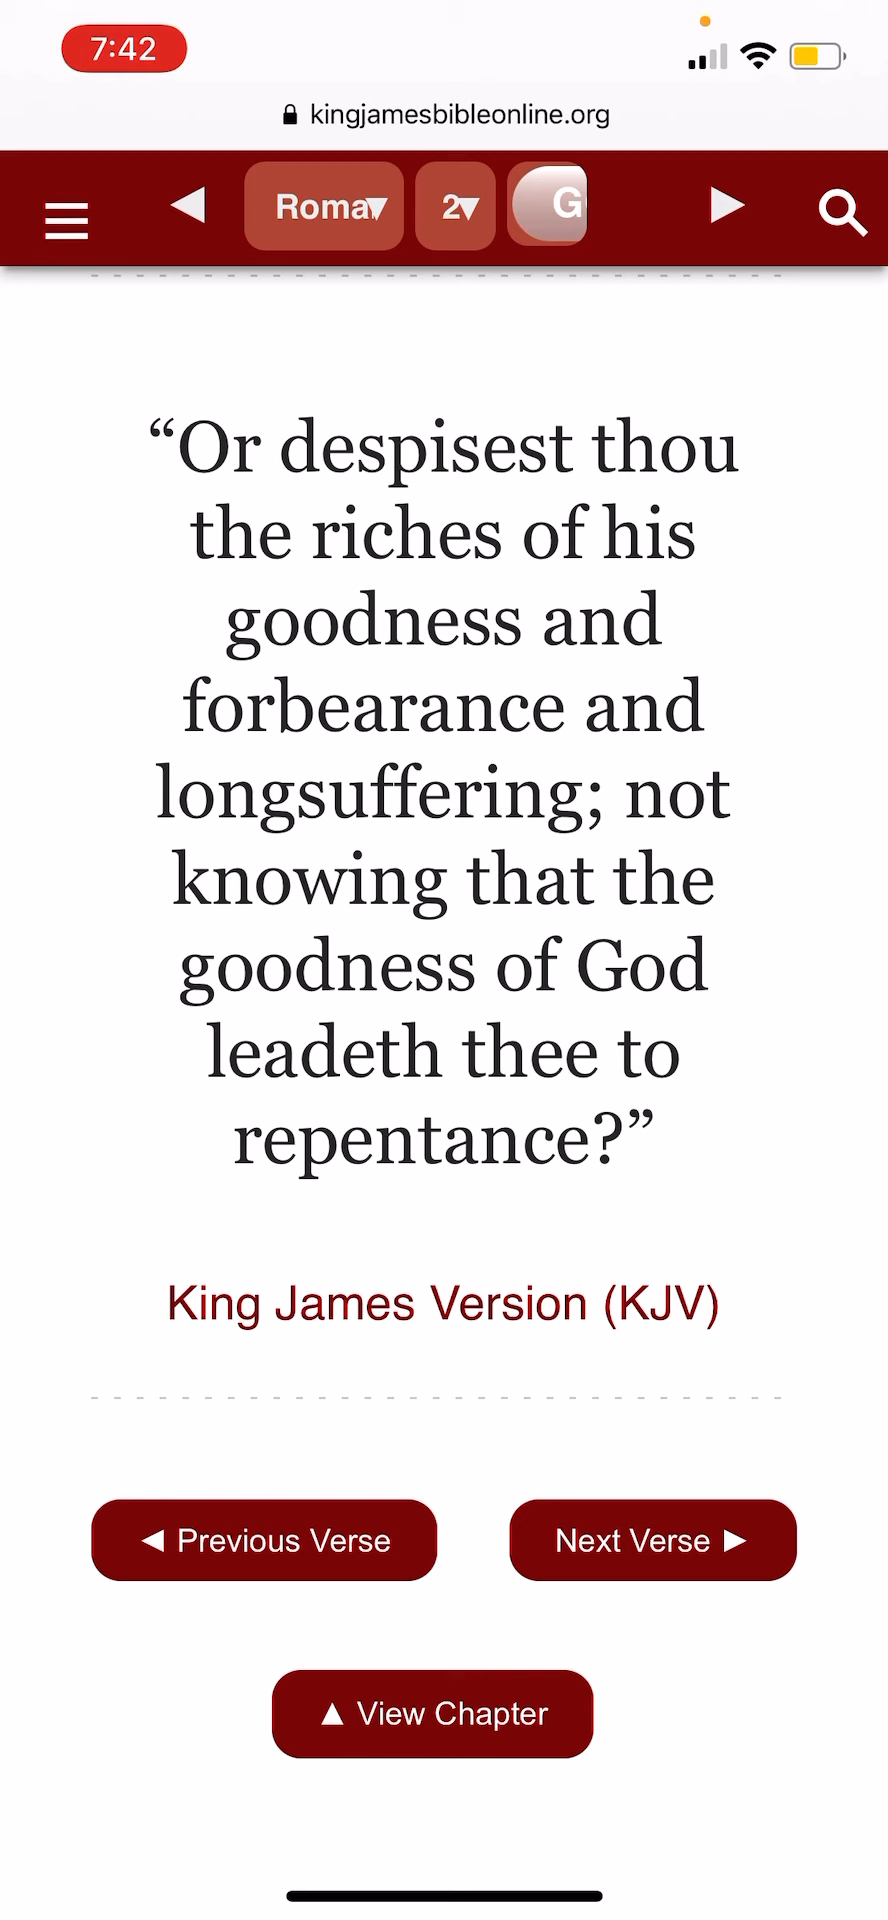 7:42
kingjamesbibleonline.org
Roma
2
G
“Or despisest thou
the riches of his
goodness and
forbearance and
longsuffering; not
knowing that the
goodness of God
leadeth thee to
repentance?”
King James Version (KJV)
◄ Previous Verse
Next Verse ►
▲ View Chapter